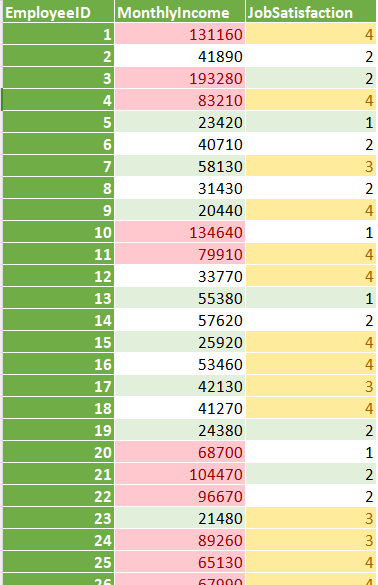 EmployeeID MonthlyIncome JobSatisfaction
1 131160 4
2 41890 2
3 193280 2
4 83210 4
5 23420 1
6 40710 2
7 58130 3
8 31430 2
9 20440 4
10 134640 1
11 79910 4
12 33770 4
13 55380 1
14 57620 2
15 25920 4
16 53460 4
17 42130 3
18 41270 4
19 24380 2
20 68700 1
21 104470 2
22 96670 2
23 21480 3
24 89260 3
25 65130 4
26 67990 4